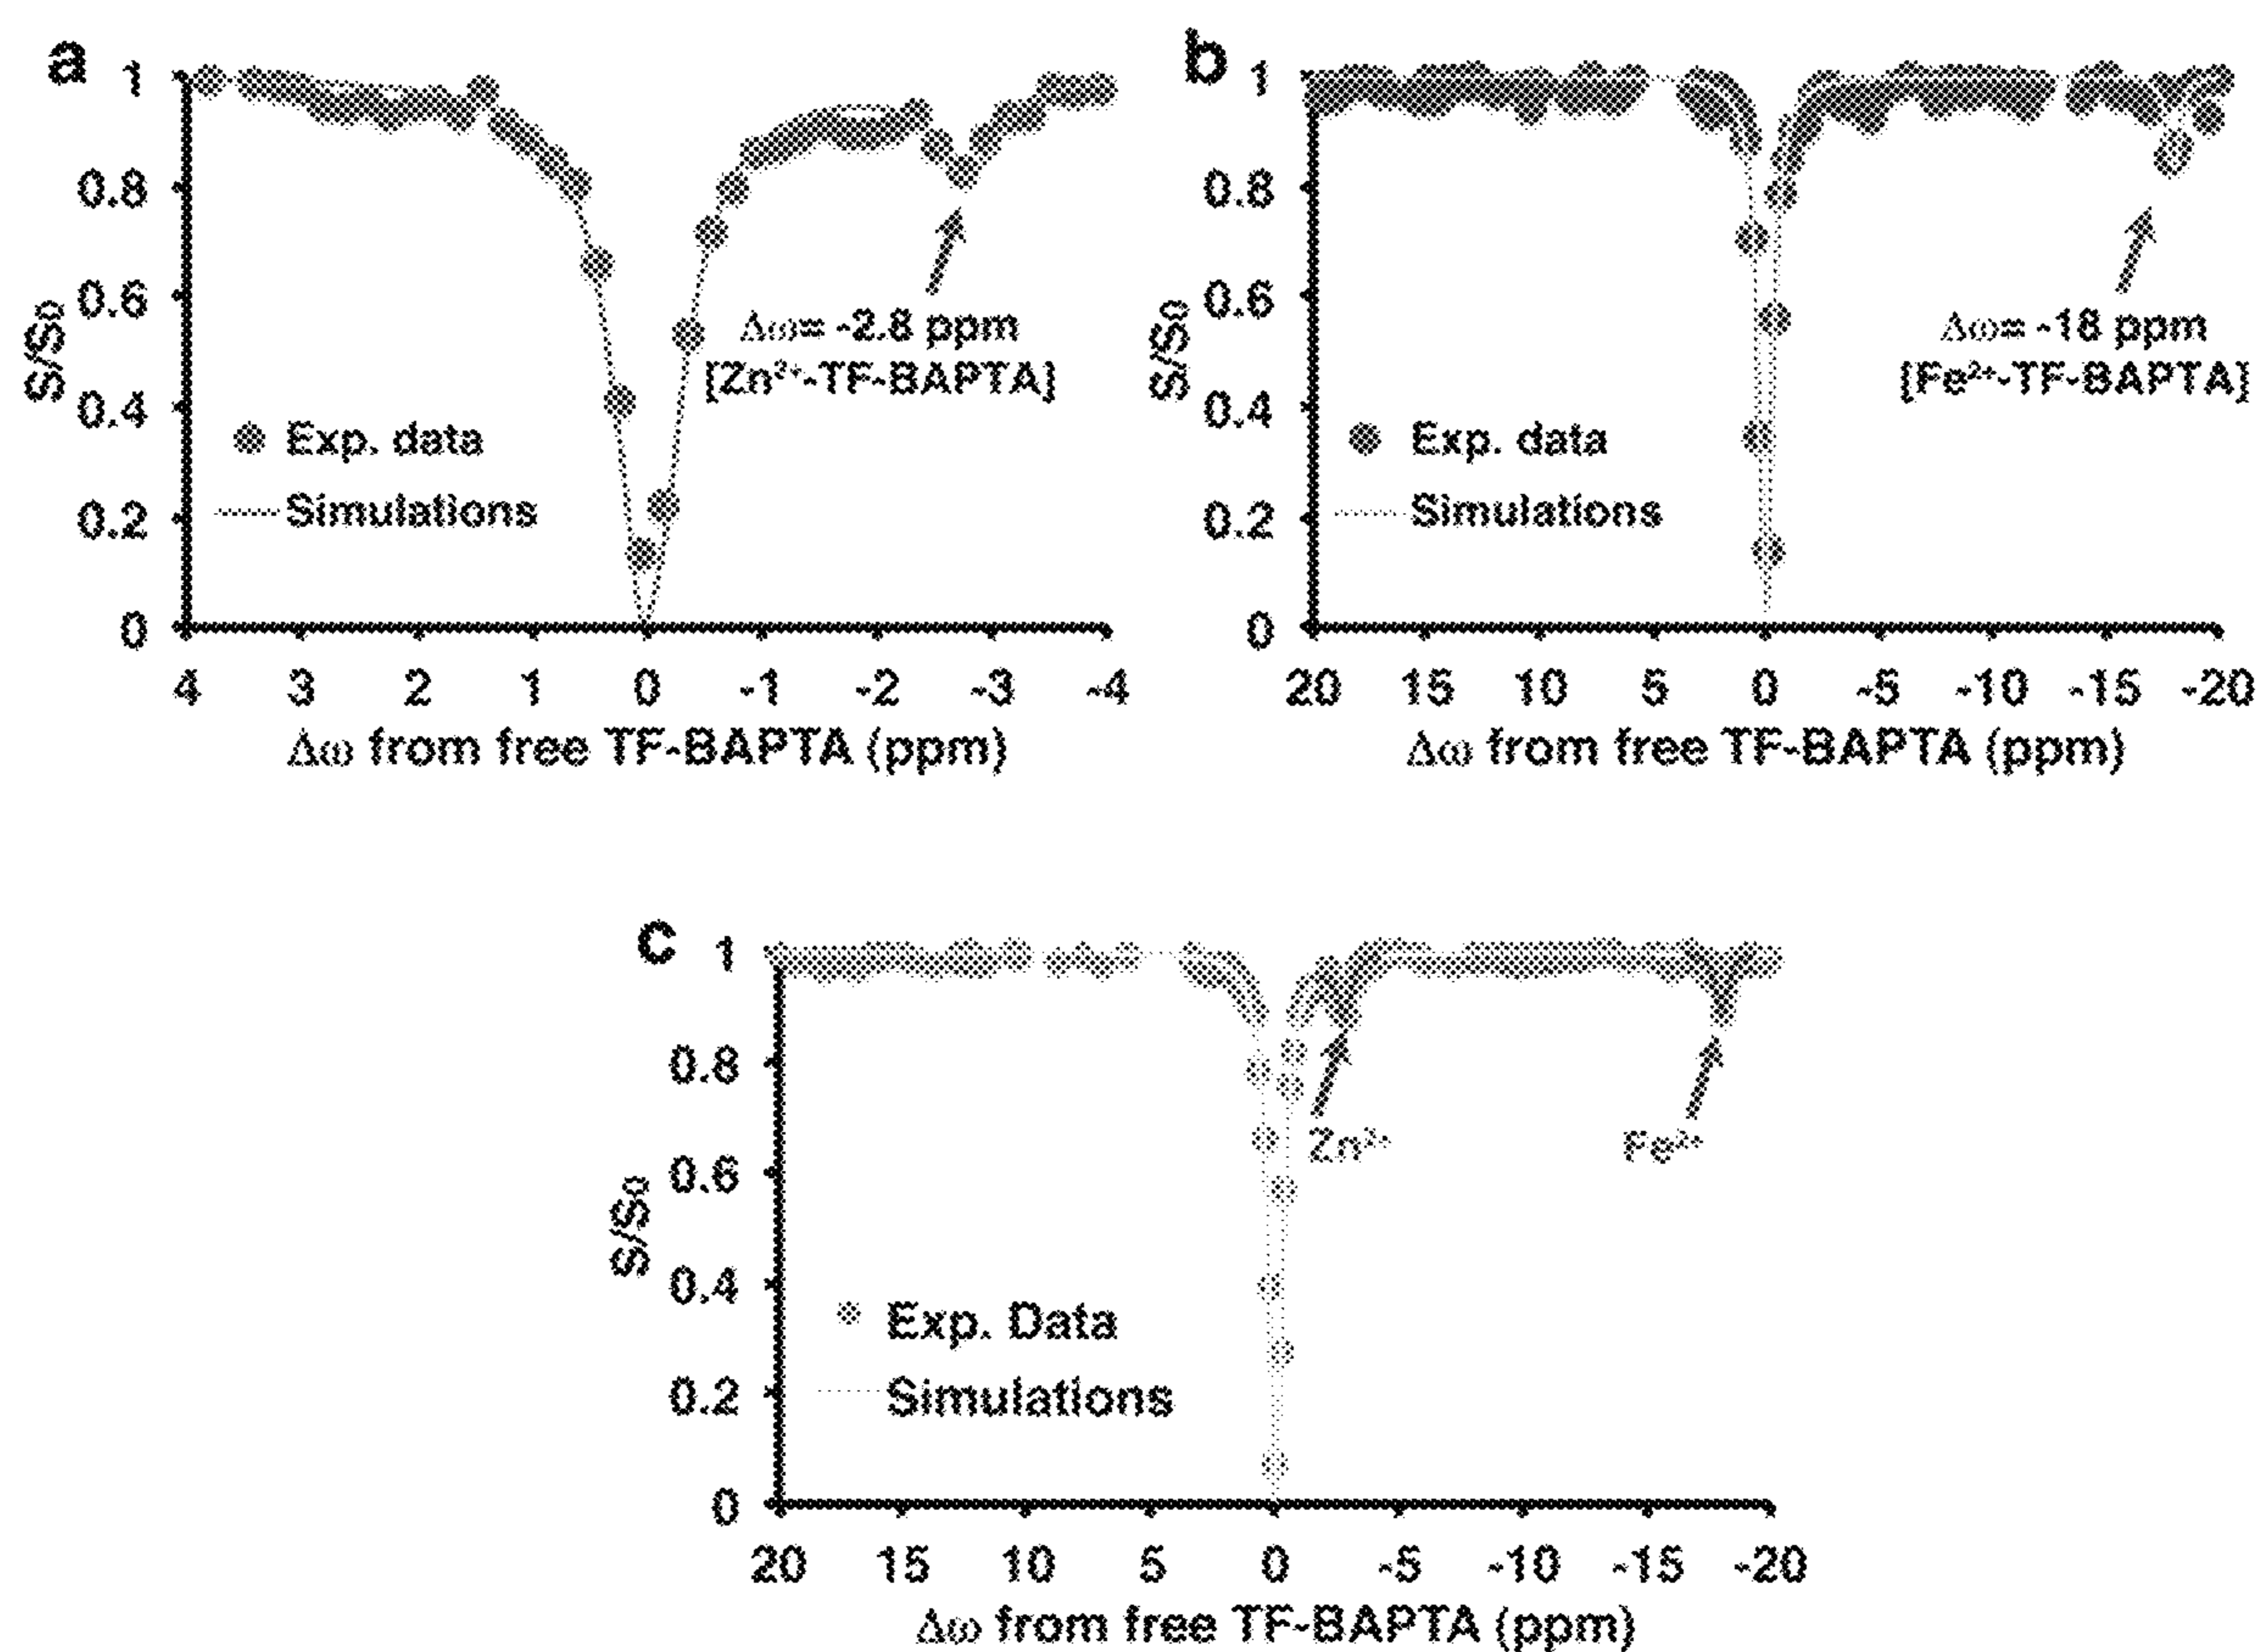 a
1
0.8
0.6
0.4
0.2
0
S/S₀
Exp. data
Simulations
Δω= -2.8 ppm
[Zn²⁺-TF-BAPTA]
4 3 2 1 0 -1 -2 -3 -4
Δω from free TF-BAPTA (ppm)
b
1
0.8
0.6
0.4
0.2
0
S/S₀
Exp. data
Simulations
Δω= -18 ppm
[Fe²⁺-TF-BAPTA]
20 15 10 5 0 -5 -10 -15 -20
Δω from free TF-BAPTA (ppm)
c
1
0.8
0.6
0.4
0.2
0
S/S₀
Zn²⁺
Fe²⁺
Exp. Data
Simulations
20 15 10 5 0 -5 -10 -15 -20
Δω from free TF-BAPTA (ppm)